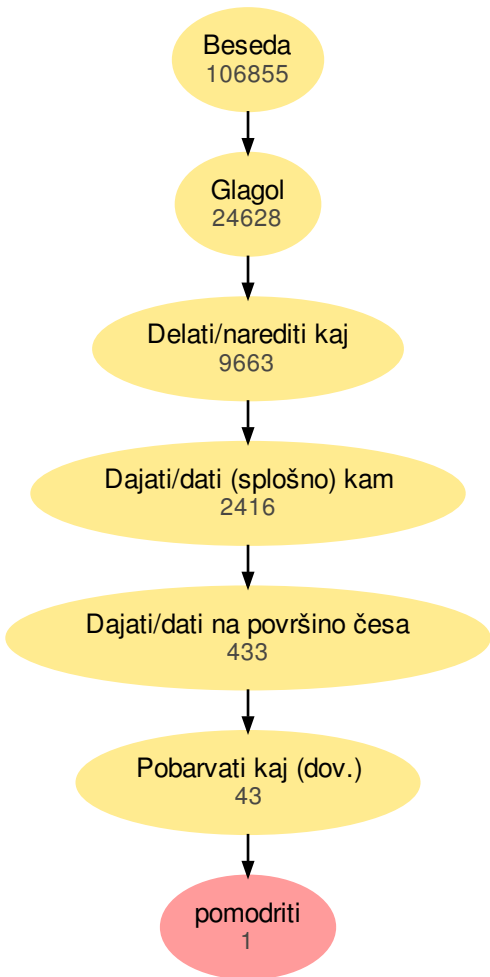 Beseda
106855
Glagol
24628
Delati/narediti kaj
9663
Dajati/dati (splošno) kam
2416
Dajati/dati na površino česa
433
Pobarvati kaj (dov.)
43
pomodriti
1